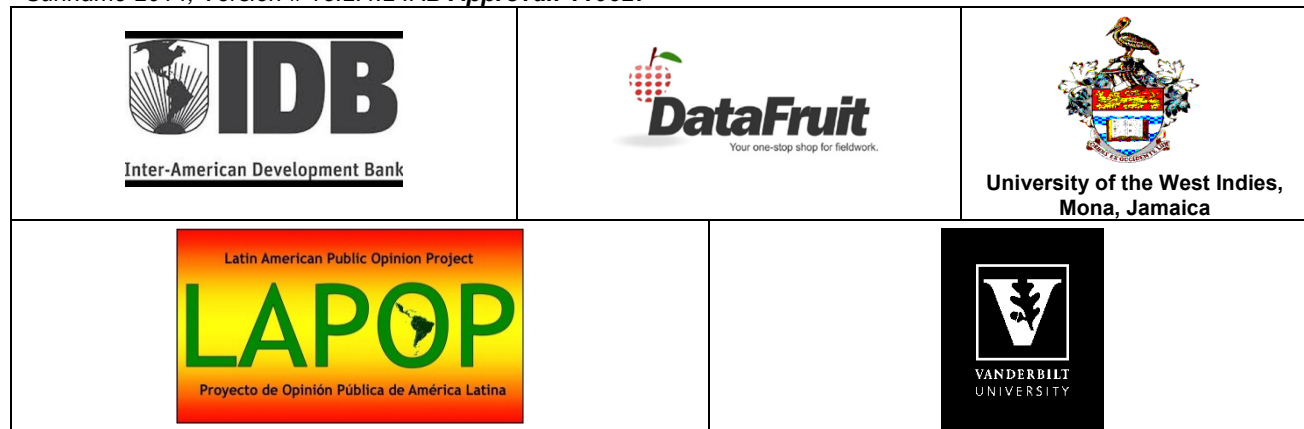 IDB
Inter-American Development Bank
DataFruit
Your one-stop shop for fieldwork.
University of the West Indies,
Mona, Jamaica
Latin American Public Opinion Project
LAPOP
Proyecto de Opinión Pública de América Latina
V
VANDERBILT
UNIVERSITY